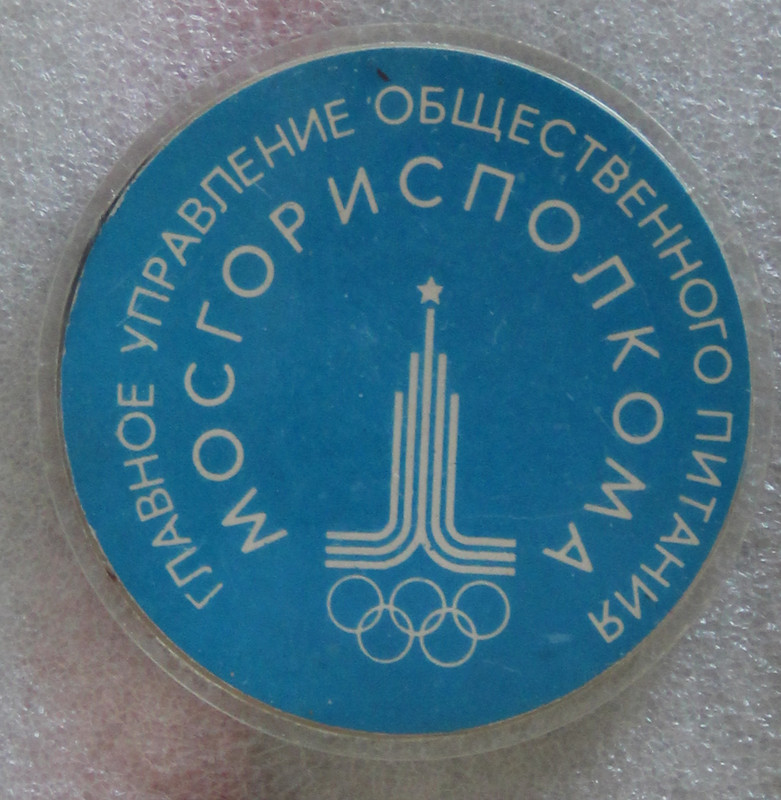 ГЛАВНОЕ УПРАВЛЕНИЕ ОБЩЕСТВЕННОГО ПИТАНИЯ
МОСГОРИСПОЛКОМА